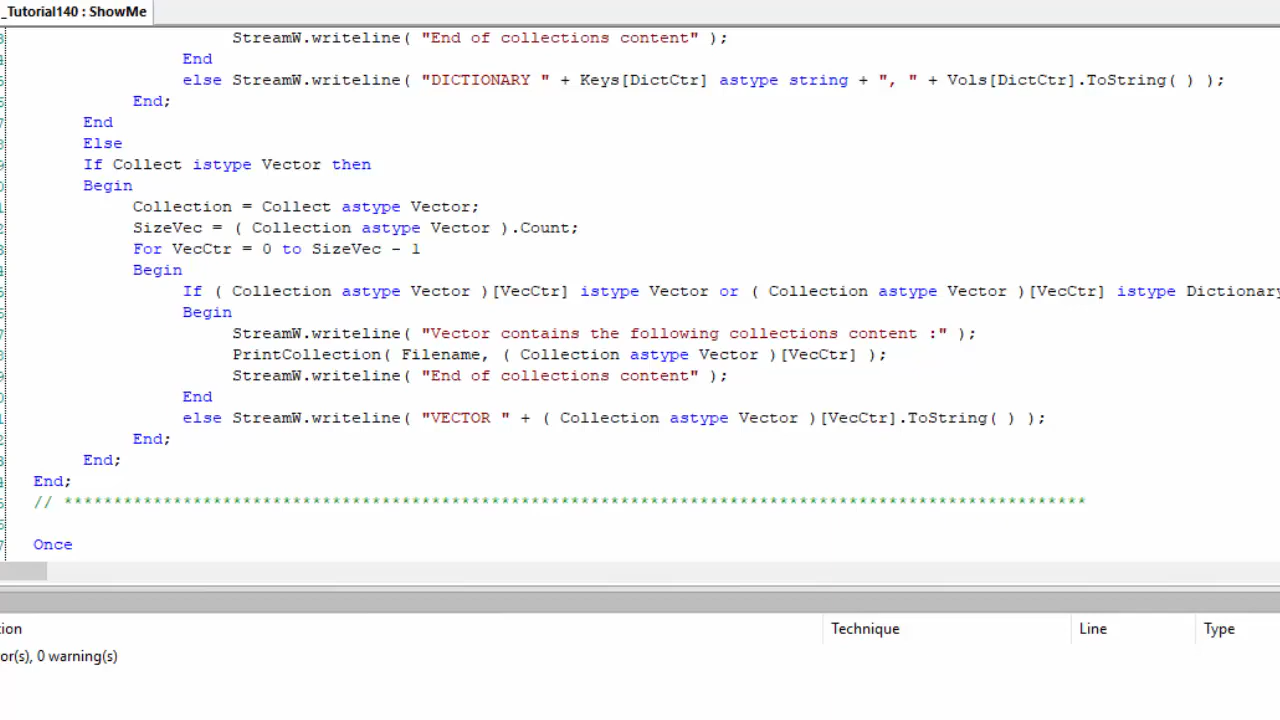 _Tutorial140 : ShowMe
StreamW.writeline( "End of collections content" );
End
else StreamW.writeline( "DICTIONARY " + Keys[DictCtr] astype string + ", " + Vols[DictCtr].ToString( ) );
End;
End
Else
If Collect istype Vector then
Begin
Collection = Collect astype Vector;
SizeVec = ( Collection astype Vector ).Count;
For VecCtr = 0 to SizeVec - 1
Begin
If ( Collection astype Vector )[VecCtr] istype Vector or ( Collection astype Vector )[VecCtr] istype Dictionary
Begin
StreamW.writeline( "Vector contains the following collections content :" );
PrintCollection( Filename, ( Collection astype Vector )[VecCtr] );
StreamW.writeline( "End of collections content" );
End
else StreamW.writeline( "VECTOR " + ( Collection astype Vector )[VecCtr].ToString( ) );
End;
End;
End;
// *******************************************************************************************************
Once
ion Technique Line Type
or(s), 0 warning(s)